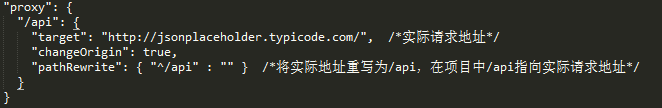 "proxy": {
"/api": {
"target": "http://jsonplaceholder.typicode.com/", /*实际请求地址*/
"changeOrigin": true,
"pathRewrite": { "^/api" : "" } /*将实际地址重写为/api，在项目中/api指向实际请求地址*/
}
}